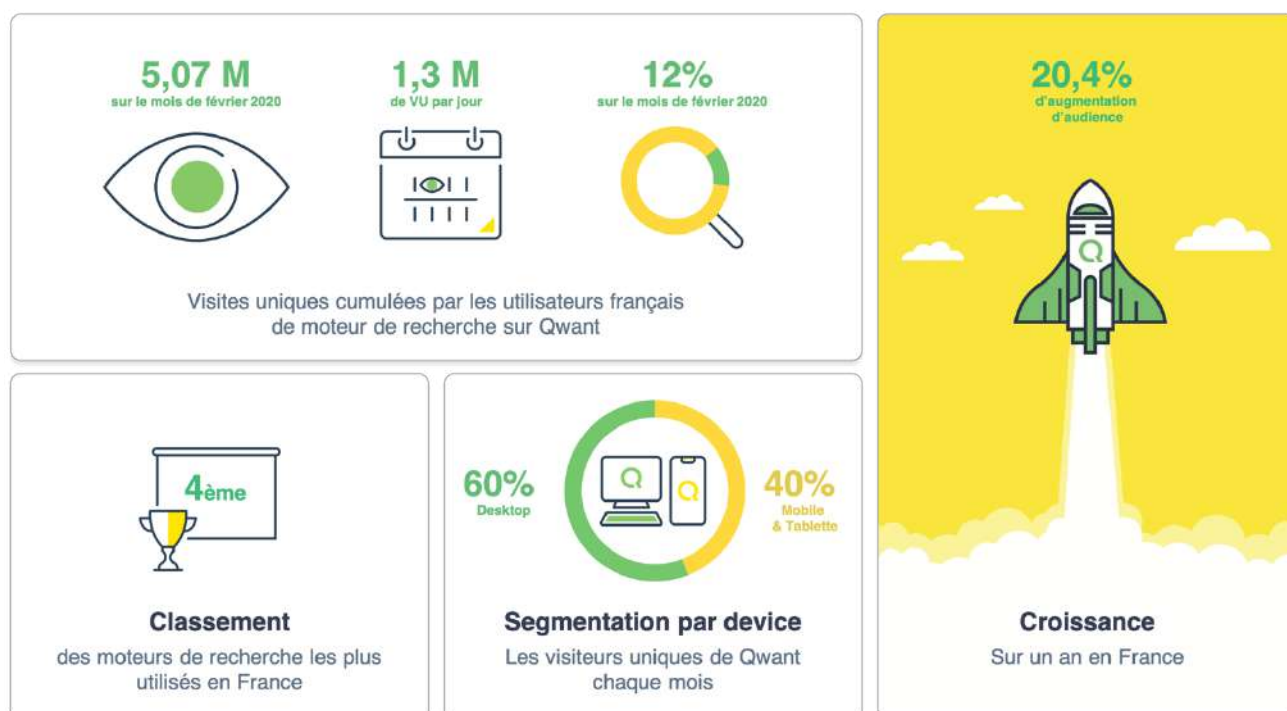 5,07 M
sur le mois de février 2020
1,3 M
de VU par jour
12%
sur le mois de février 2020
Visites uniques cumulées par les utilisateurs français
de moteur de recherche sur Qwant
20,4%
d'augmentation
d'audience
4ème
Classement
des moteurs de recherche les plus
utilisés en France
60%
Desktop
40%
Mobile
& Tablette
Segmentation par device
Les visiteurs uniques de Qwant
chaque mois
Croissance
Sur un an en France